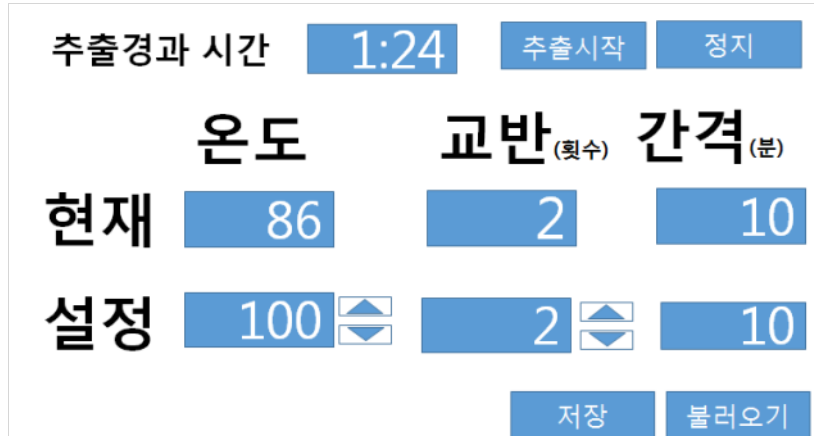 추출경과 시간 1:24 추출시작 정지
온도 교반(횟수) 간격(분)
현재 86 2 10
설정 100 2 10
저장 불러오기